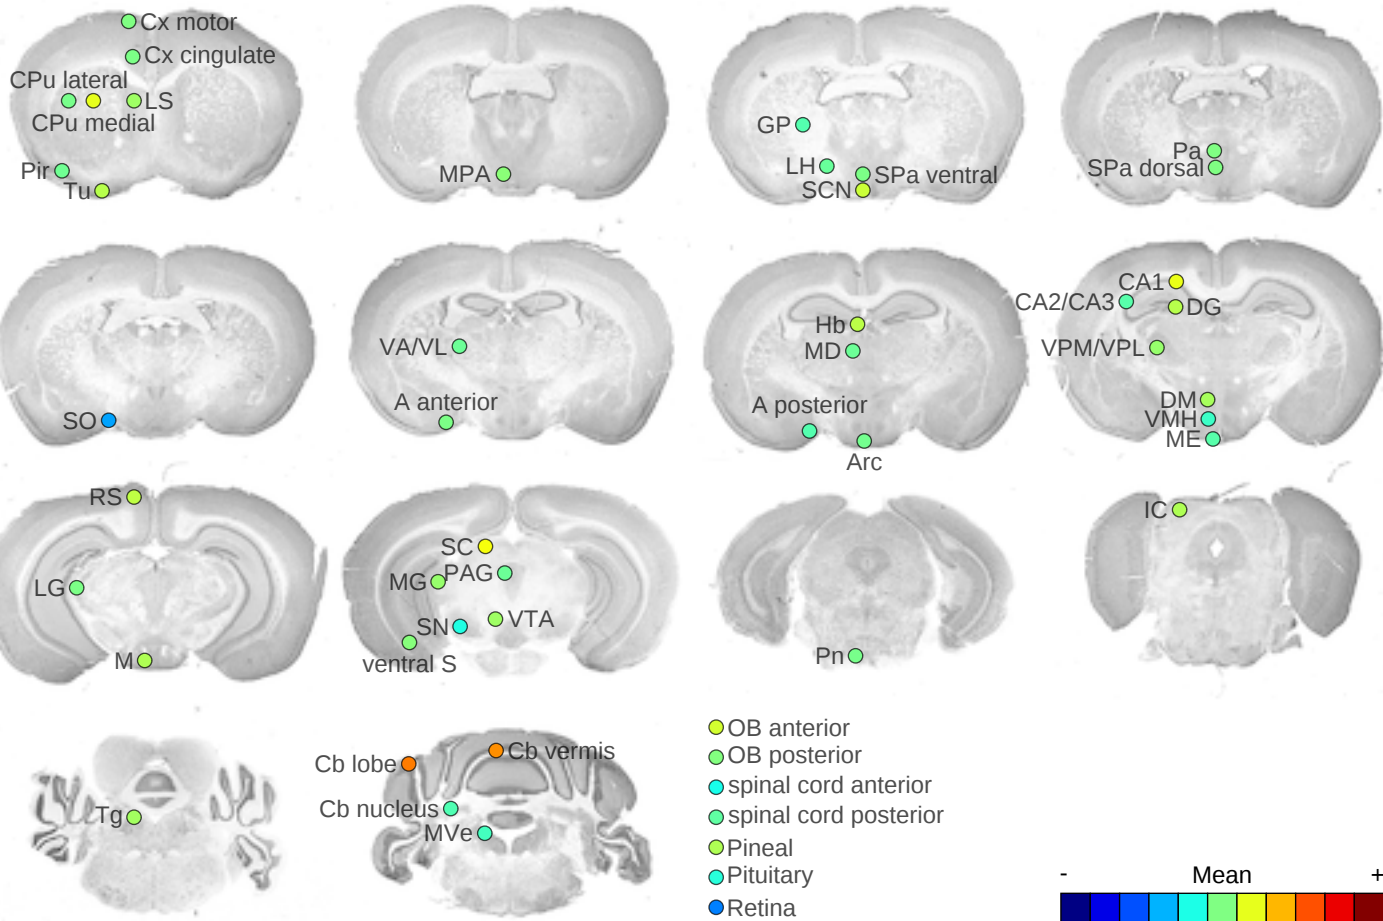 Cx motor
Cx cingulate
CPu lateral
LS
CPu medial
Pir
Tu
MPA
GP
LH
SPa ventral
SCN
Pa
SPa dorsal
SO
VA/VL
A anterior
Hb
MD
A posterior
Arc
CA1
CA2/CA3
DG
VPM/VPL
DM
VMH
ME
RS
LG
M
SC
PAG
MG
VTA
SN
ventral S
Pn
IC
Tg
Cb lobe
Cb vermis
Cb nucleus
MVe
OB anterior
OB posterior
spinal cord anterior
spinal cord posterior
Pineal
Pituitary
Retina
- Mean +